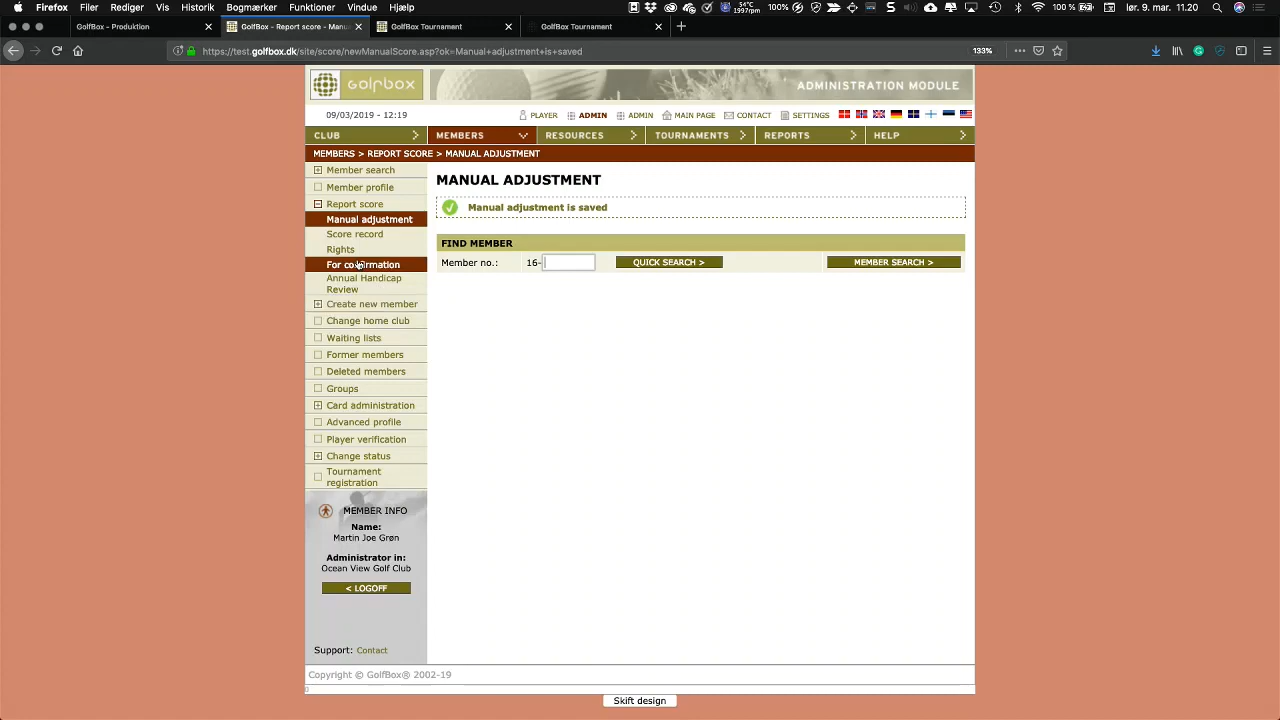 Firefox Filer Rediger Vis Historik Bogmærker Funktioner Vindue Hjælp 54°C 197rpm 100% 100% lør. 9. marc. 11.20
GolfBox - Produktion × GolfBox - Report score - Manu × GolfBox Tournament × GolfBox Tournament × +
https://test.golfbox.dk/site/score/newManualScore.asp?ok=Manual+adjustment+is+saved 133%
GOLFBOX ADMINISTRATION MODULE
09/03/2019 - 12:19 PLAYER ADMIN ADMIN MAIN PAGE CONTACT SETTINGS
CLUB MEMBERS RESOURCES TOURNAMENTS REPORTS HELP
MEMBERS > REPORT SCORE > MANUAL ADJUSTMENT
Member search
Member profile
Report score
Manual adjustment
Score record
Rights
For confirmation
Annual Handicap
Review
Create new member
Change home club
Waiting lists
Former members
Deleted members
Groups
Card administration
Advanced profile
Player verification
Change status
Tournament
registration
MEMBER INFO
Name:
Martin Joe Grøn
Administrator in:
Ocean View Golf Club
< LOGOFF
Support: Contact
MANUAL ADJUSTMENT
Manual adjustment is saved
FIND MEMBER
Member no.: 16- QUICK SEARCH > MEMBER SEARCH >
Copyright © GolfBox® 2002-19
0
Skift design